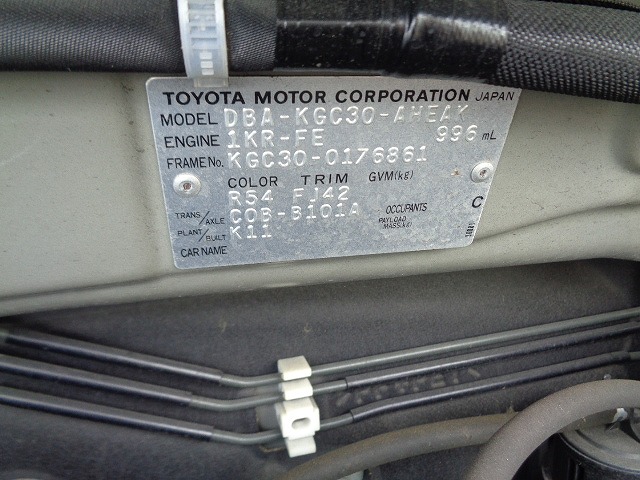 TOYOTA MOTOR CORPORATION JAPAN
MODEL DBA-KGC30-AHEAK
ENGINE 1KR-FE 996 mL
FRAME No. KGC30-0176861
COLOR TRIM GVM(kg)
R54 FJ42
TRANS/AXLE C0B-B101A OCCUPANTS C
PLANT/BUILT K11 PAYLOAD MASS(kg)
CAR NAME